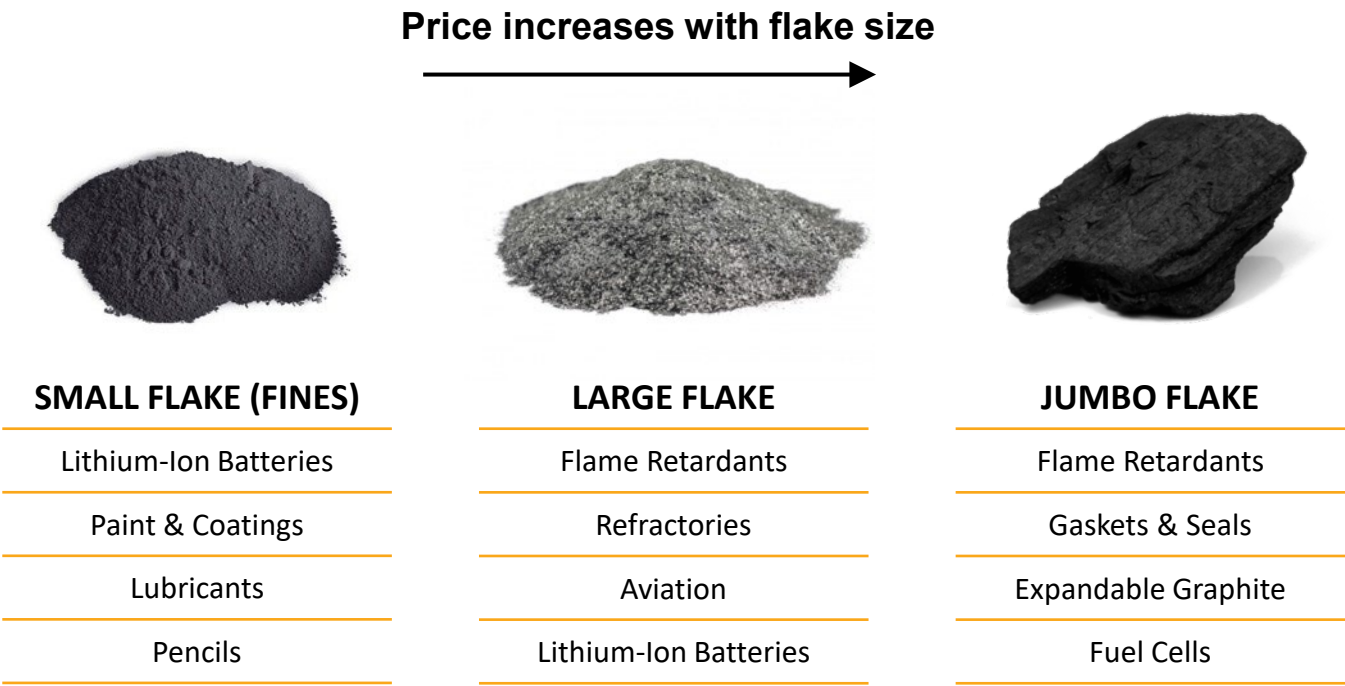 Price increases with flake size
SMALL FLAKE (FINES)
Lithium-Ion Batteries
Paint & Coatings
Lubricants
Pencils
LARGE FLAKE
Flame Retardants
Refractories
Aviation
Lithium-Ion Batteries
JUMBO FLAKE
Flame Retardants
Gaskets & Seals
Expandable Graphite
Fuel Cells